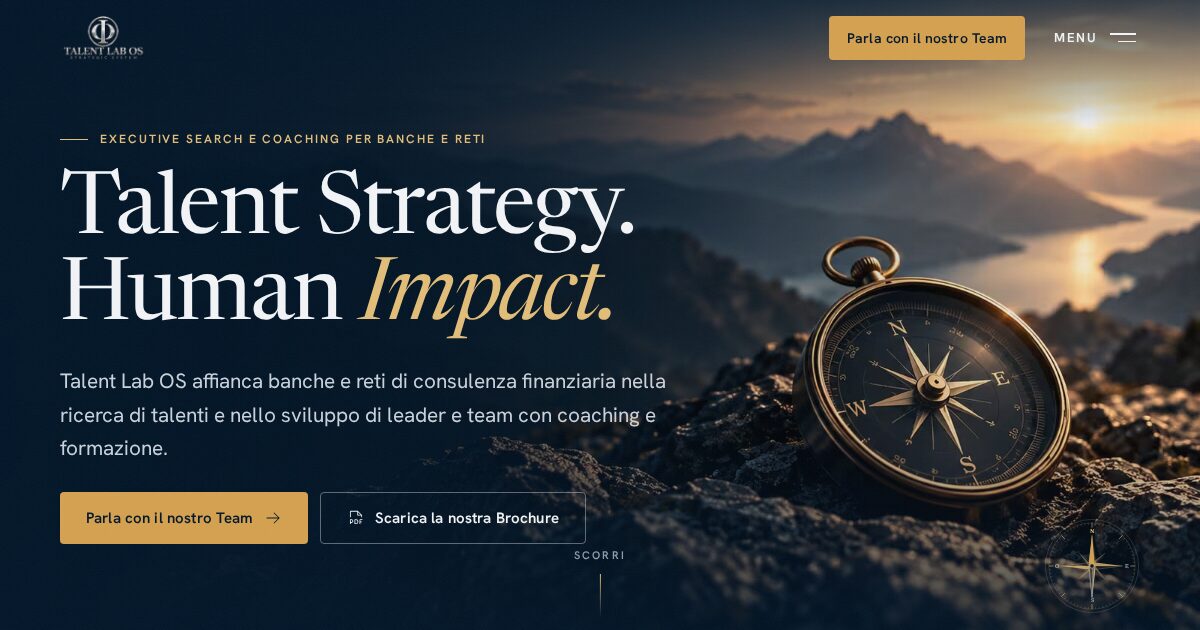 TALENT LAB OS
STRATEGIC SYSTEM
Parla con il nostro Team
MENU
EXECUTIVE SEARCH E COACHING PER BANCHE E RETI
Talent Strategy.
Human Impact.
Talent Lab OS affianca banche e reti di consulenza finanziaria nella
ricerca di talenti e nello sviluppo di leader e team con coaching e
formazione.
Parla con il nostro Team
PDF
Scarica la nostra Brochure
SCORRI
N
E
W
S
N
E
S
O